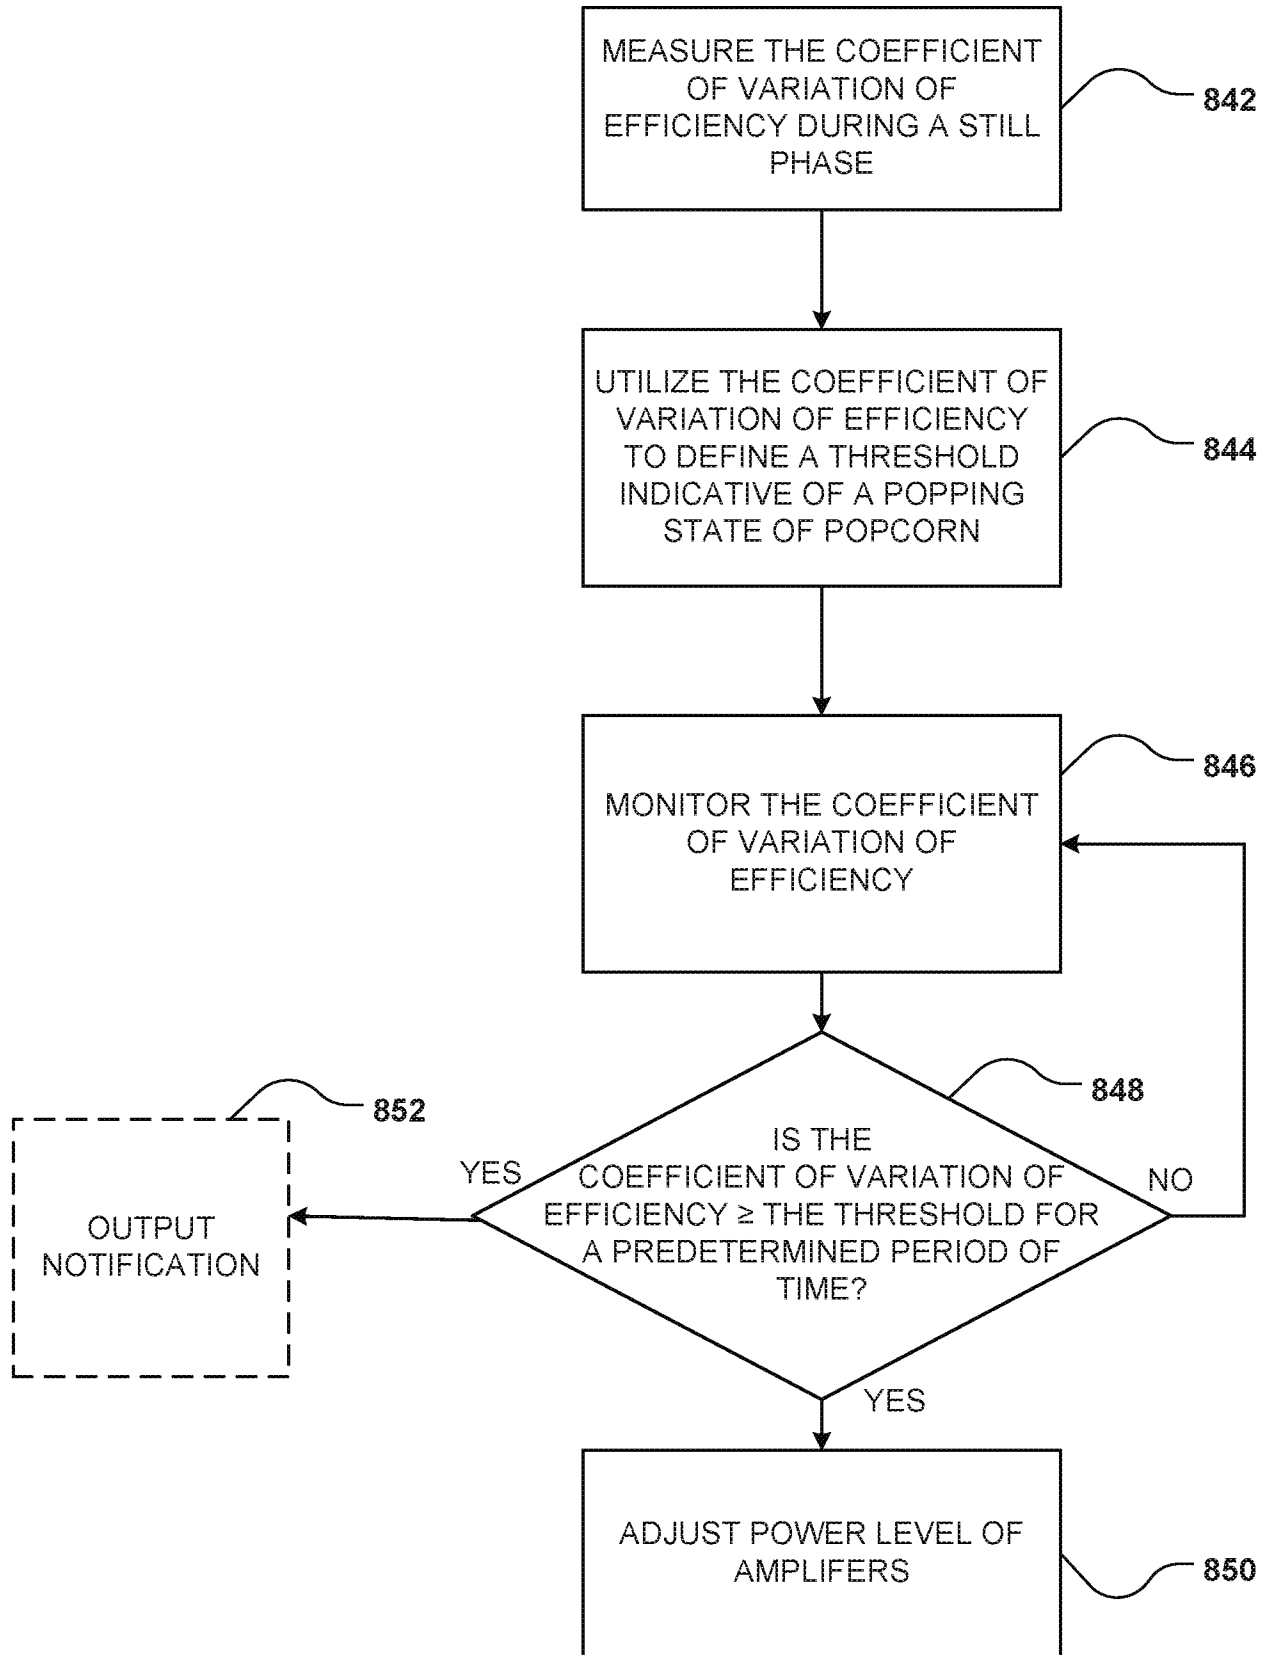 MEASURE THE COEFFICIENT
OF VARIATION OF
EFFICIENCY DURING A STILL
PHASE
842
UTILIZE THE COEFFICIENT OF
VARIATION OF EFFICIENCY
TO DEFINE A THRESHOLD
INDICATIVE OF A POPPING
STATE OF POPCORN
844
846
MONITOR THE COEFFICIENT
OF VARIATION OF
EFFICIENCY
848
852
IS THE
COEFFICIENT OF VARIATION OF
EFFICIENCY ≥ THE THRESHOLD FOR
A PREDETERMINED PERIOD OF
TIME?
YES
NO
OUTPUT
NOTIFICATION
YES
ADJUST POWER LEVEL OF
AMPLIFERS
850